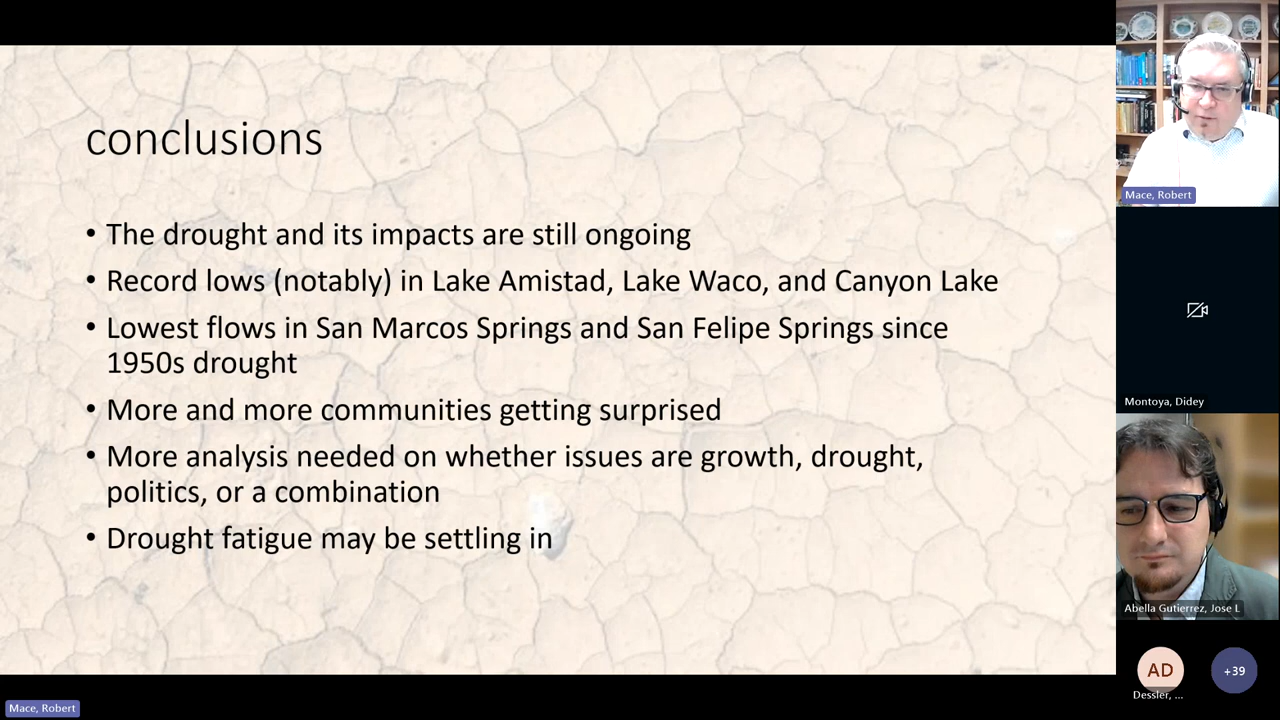 conclusions
• The drought and its impacts are still ongoing
• Record lows (notably) in Lake Amistad, Lake Waco, and Canyon Lake
• Lowest flows in San Marcos Springs and San Felipe Springs since
1950s drought
• More and more communities getting surprised
• More analysis needed on whether issues are growth, drought,
politics, or a combination
• Drought fatigue may be settling in
Mace, Robert
Mace, Robert
Montoya, Didey
Abella Gutierrez, Jose L
AD
Dessler, ...
+39